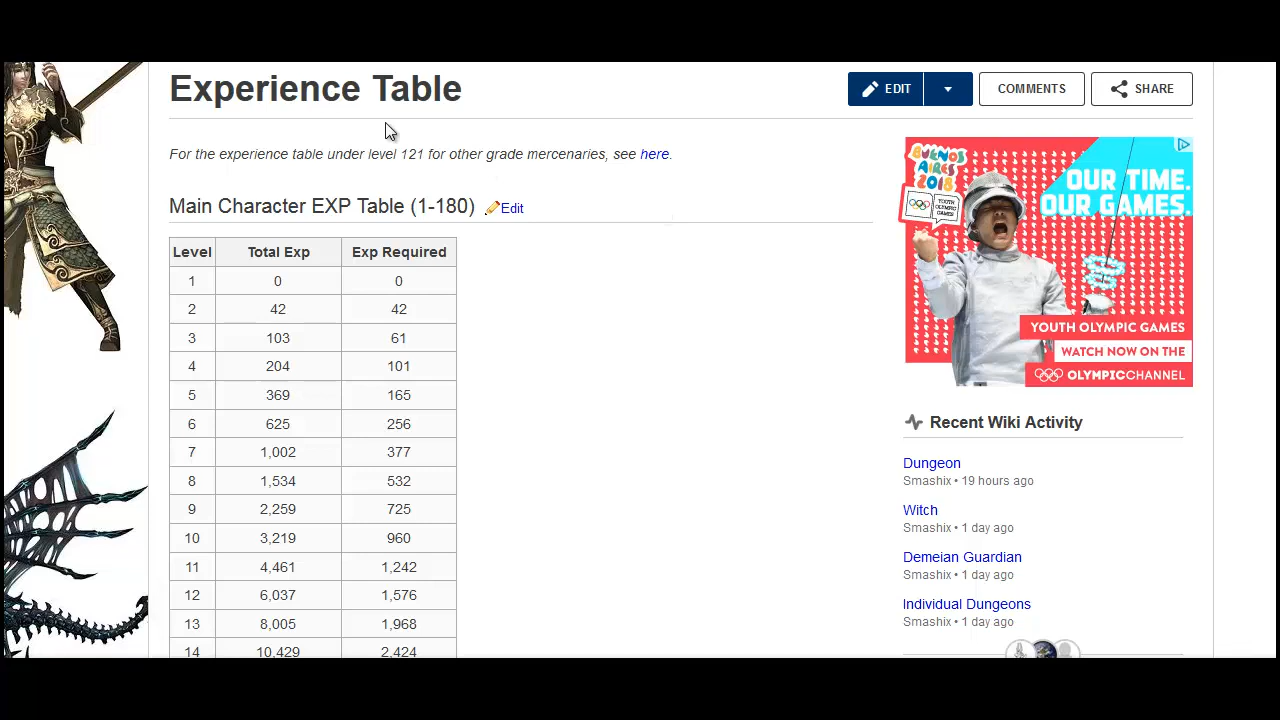 Experience Table
EDIT
COMMENTS
SHARE
For the experience table under level 121 for other grade mercenaries, see here.
Main Character EXP Table (1-180) Edit
Level Total Exp Exp Required
1 0 0
2 42 42
3 103 61
4 204 101
5 369 165
6 625 256
7 1,002 377
8 1,534 532
9 2,259 725
10 3,219 960
11 4,461 1,242
12 6,037 1,576
13 8,005 1,968
14 10,429 2,424
BUENOS
AIRES
2018
OUR TIME.
OUR GAMES.
YOUTH OLYMPIC GAMES
WATCH NOW ON THE
OLYMPICCHANNEL
Recent Wiki Activity
Dungeon
Smashix • 19 hours ago
Witch
Smashix • 1 day ago
Demeian Guardian
Smashix • 1 day ago
Individual Dungeons
Smashix • 1 day ago